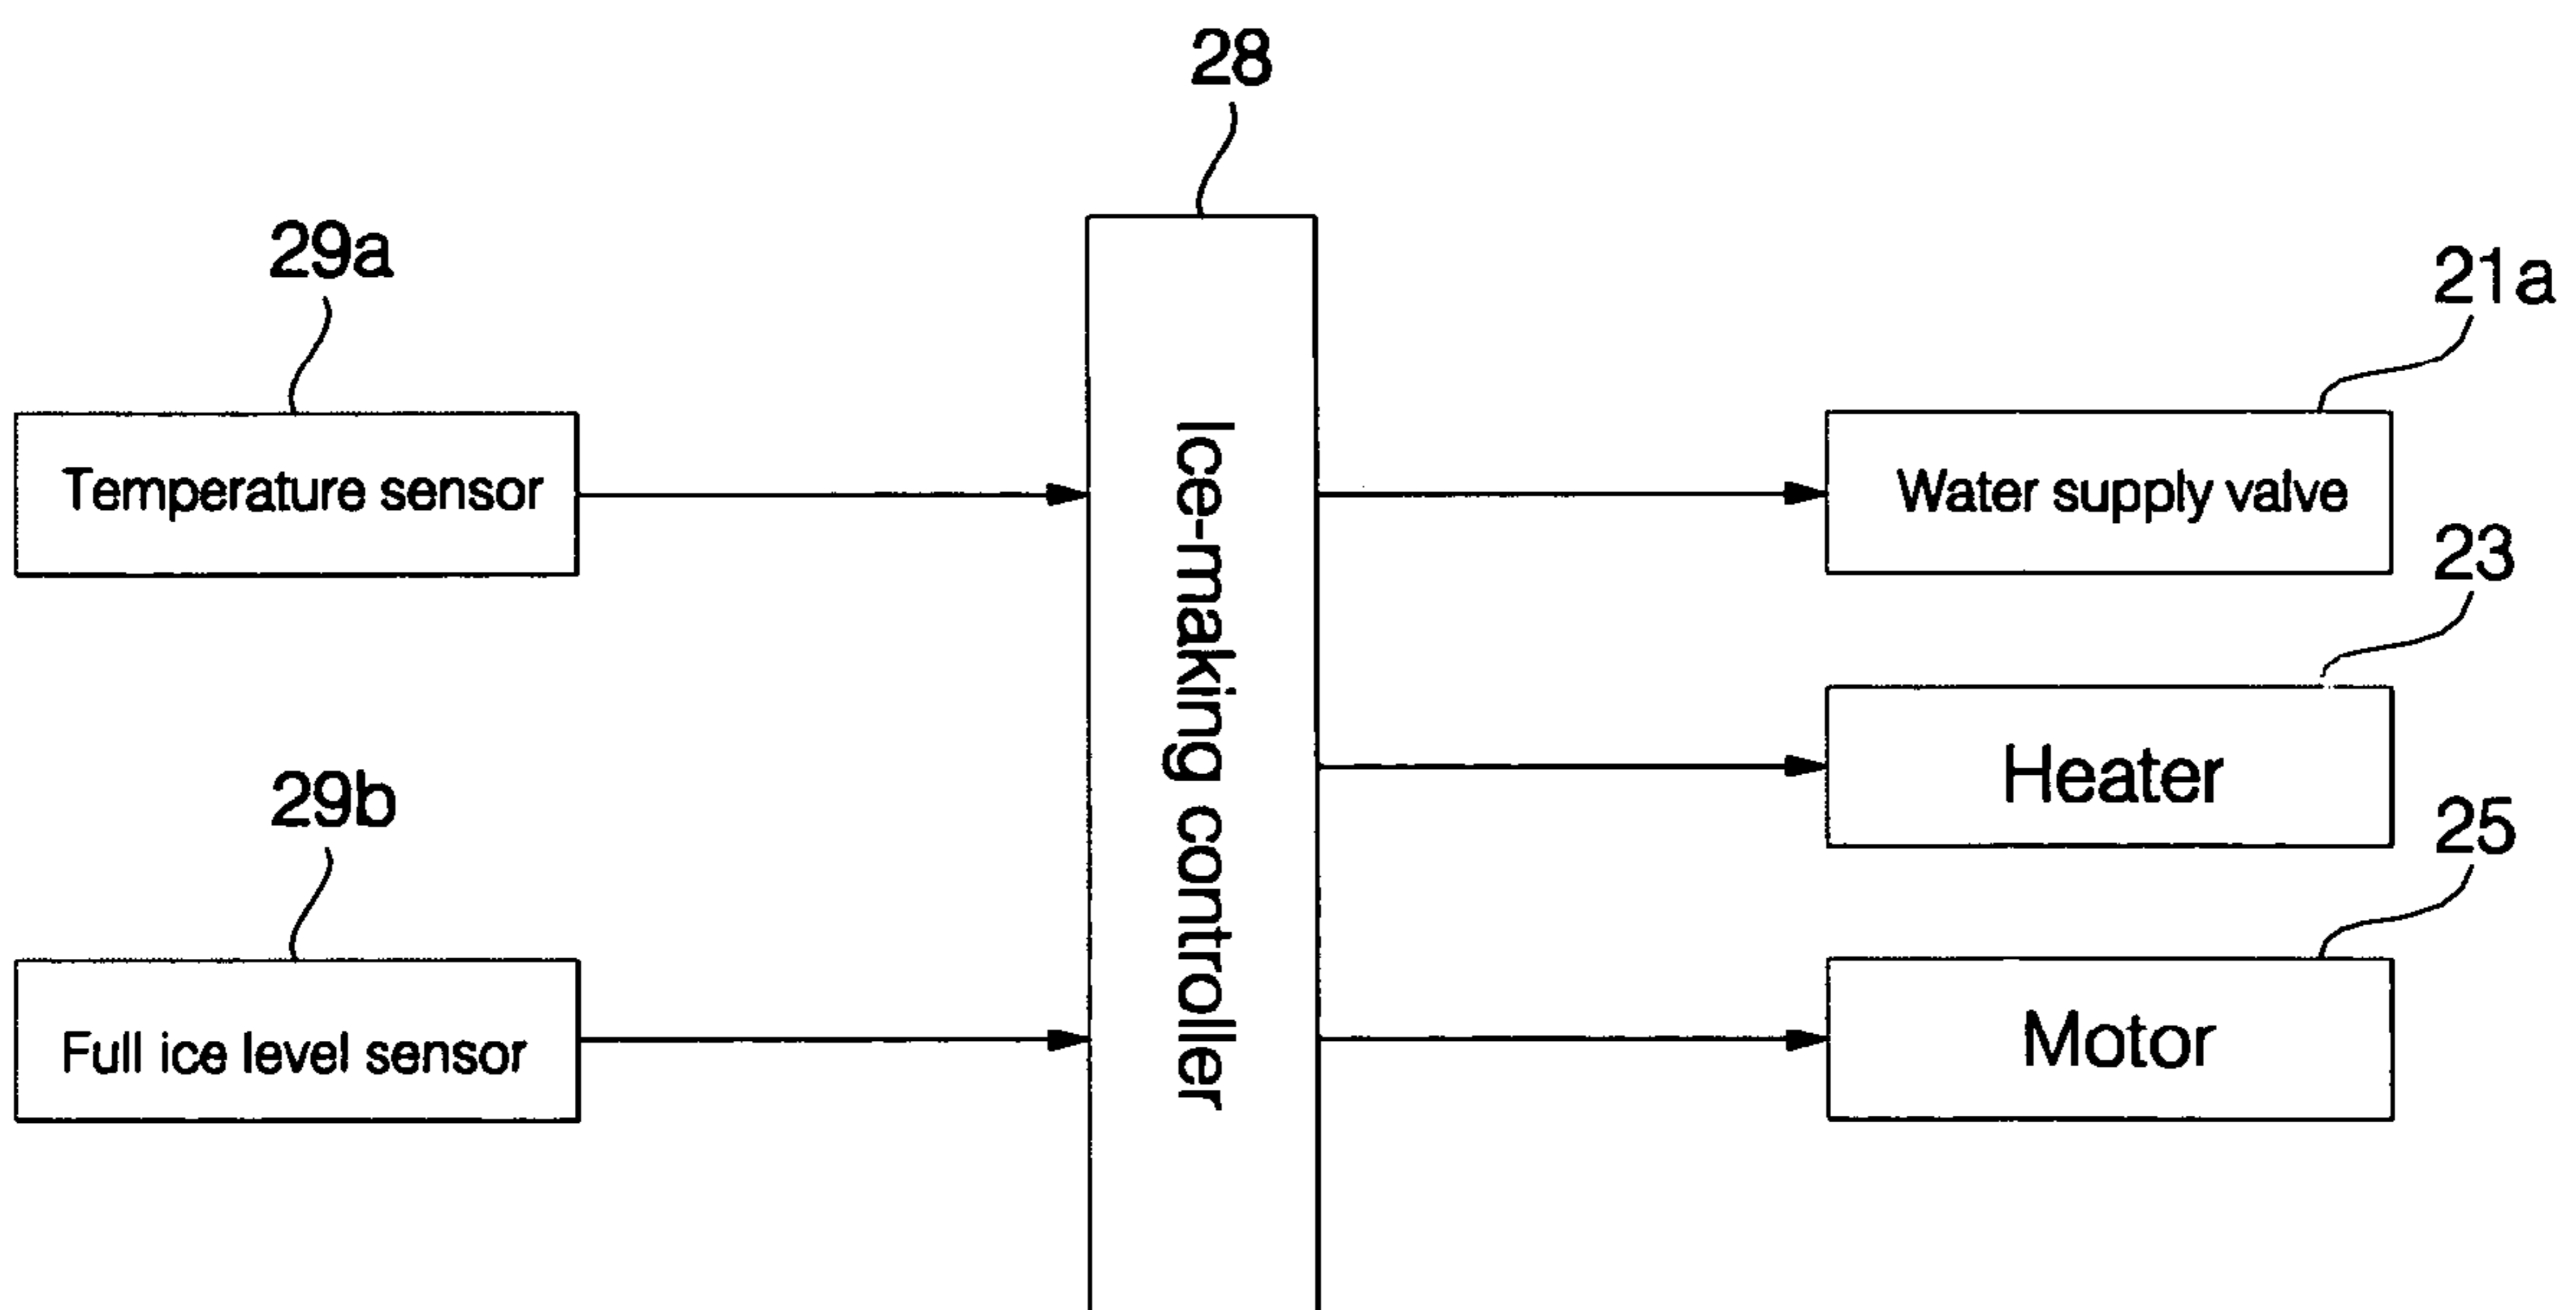 28
29a
21a
Temperature sensor
Water supply valve
Ice-making controller
23
Heater
29b
25
Full ice level sensor
Motor